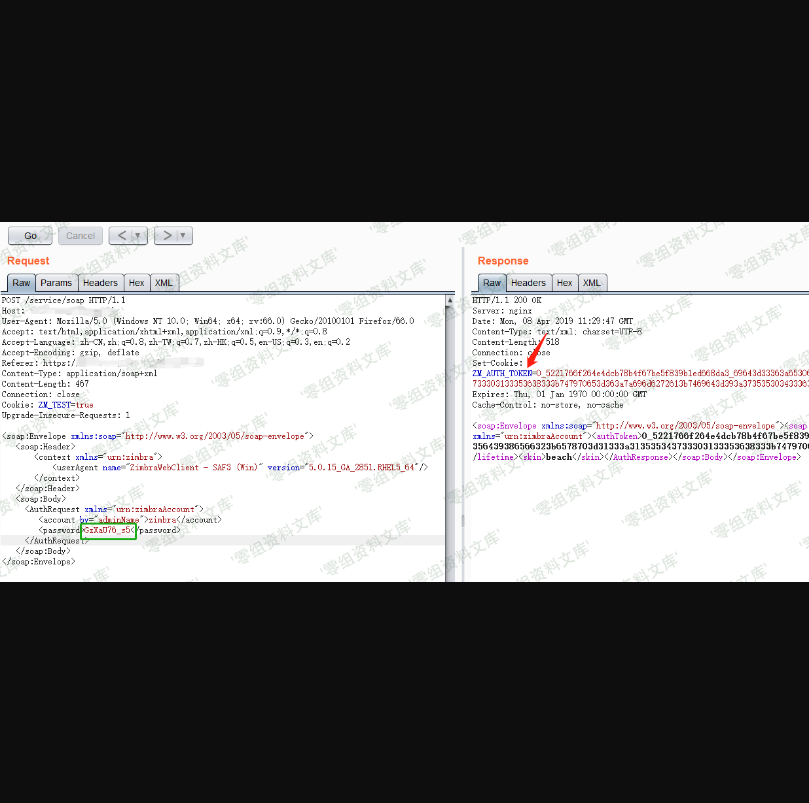 Go
Cancel
<
>
Request
Raw Params Headers Hex XML
POST /service/soap HTTP/1.1
Host:
User-Agent: Mozilla/5.0 (Windows NT 10.0; Win64; x64; rv:66.0) Gecko/20100101 Firefox/66.0
Accept: text/html,application/xhtml+xml,application/xml;q=0.9,*/*;q=0.8
Accept-Language: zh-CN,zh;q=0.8,zh-TW;q=0.7,zh-HK;q=0.5,en-US;q=0.3,en;q=0.2
Accept-Encoding: gzip, deflate
Referer: https:/
Content-Type: application/soap+xml
Content-Length: 467
Connection: close
Cookie: ZM_TEST=true
Upgrade-Insecure-Requests: 1
<soap:Envelope xmlns:soap="http://www.w3.org/2003/05/soap-envelope">
<soap:Header>
<context xmlns="urn:zimbra">
<userAgent name="ZimbraWebClient - SAF3 (Win)" version="5.0.15_GA_2851.RHEL5_64"/>
</context>
</soap:Header>
<soap:Body>
<AuthRequest xmlns="urn:zimbraAccount">
<account by="adminName">zimbra</account>
<password>GzXaU76_s5</password>
</AuthRequest>
</soap:Body>
</soap:Envelope>
Response
Raw Headers Hex XML
HTTP/1.1 200 OK
Server: nginx
Date: Mon, 08 Apr 2019 11:29:47 GMT
Content-Type: text/xml; charset=UTF-8
Content-Length: 518
Connection: close
Set-Cookie:
Expires: Thu, 01 Jan 1970 00:00:00 GMT
Cache-Control: no-store, no-cache
<soap:Envelope xmlns:soap="http://www.w3.org/2003/05/soap-envelope"><soap
/lifetime><skin>beach</skin></AuthResponse></soap:Body></soap:Envelope>
零组资料文库